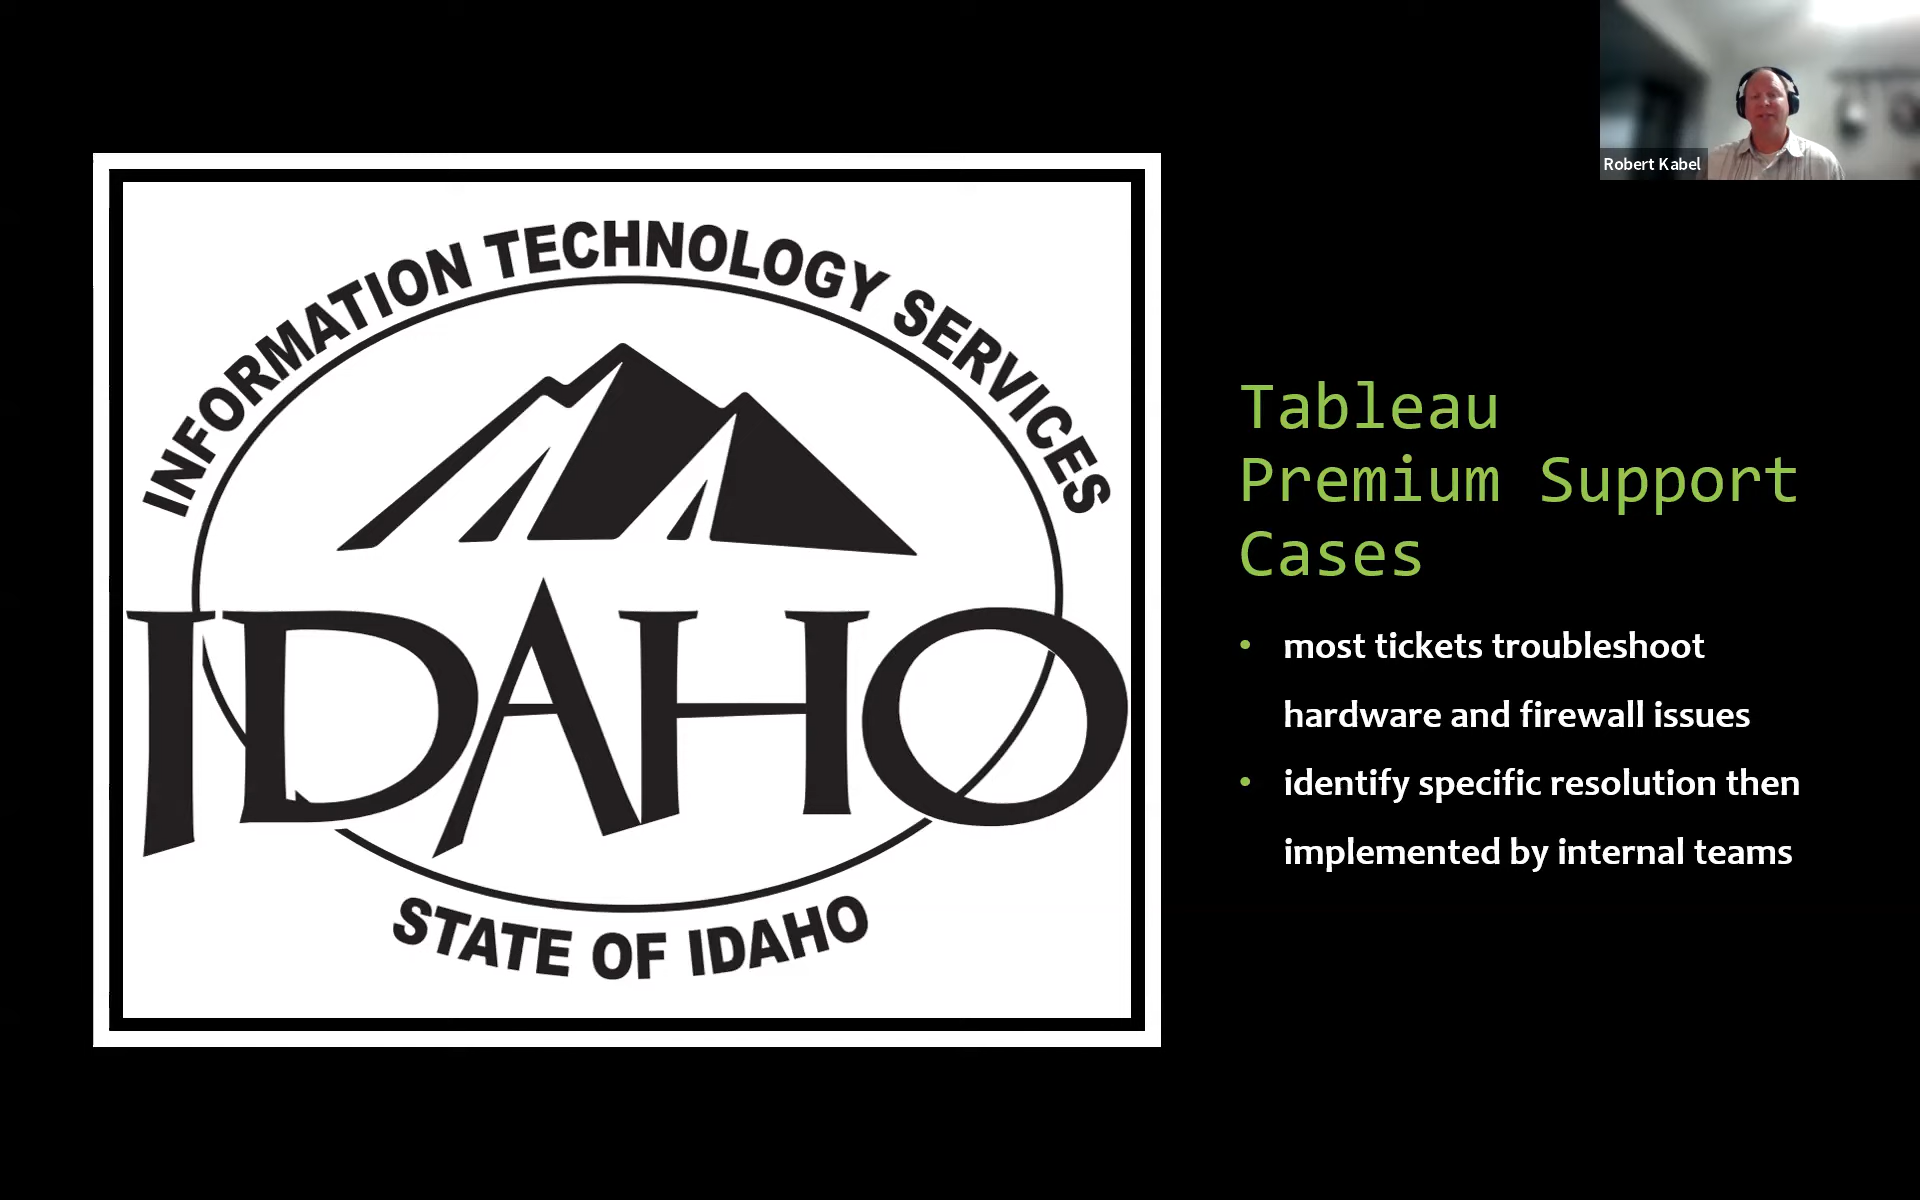 Robert Kabel
INFORMATION TECHNOLOGY SERVICES
IDAHO
STATE OF IDAHO
Tableau
Premium Support
Cases
• most tickets troubleshoot
hardware and firewall issues
• identify specific resolution then
implemented by internal teams